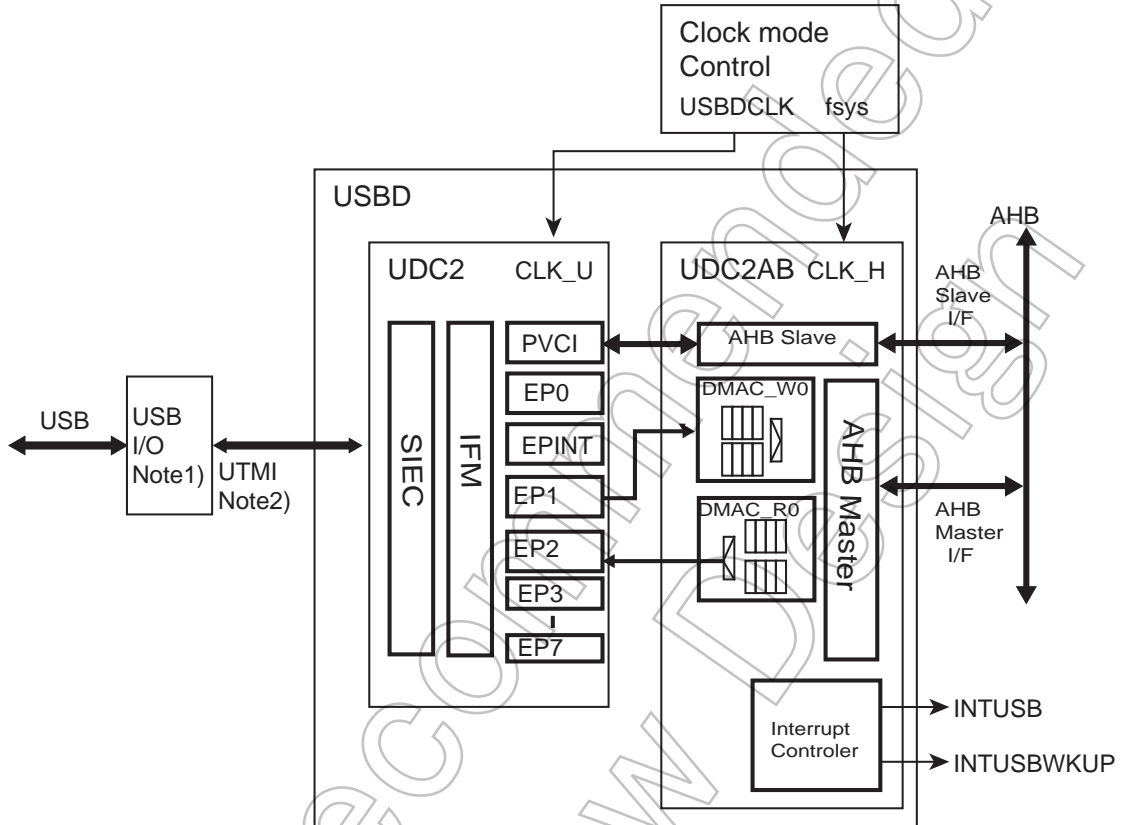 Clock mode
Control
USBDCLK fsys
USBD
AHB
UDC2 CLK_U
UDC2AB CLK_H
AHB
Slave
I/F
PVCI
AHB Slave
EP0
DMAC_W0
USB
USB
I/O
Note1)
UTMI
Note2)
SIEC
IFM
EPINT
EP1
AHB Master
DMAC_R0
AHB
Master
I/F
EP2
EP3
EP7
Interrupt
Controler
INTUSB
INTUSBWKUP
ecommended
w Design